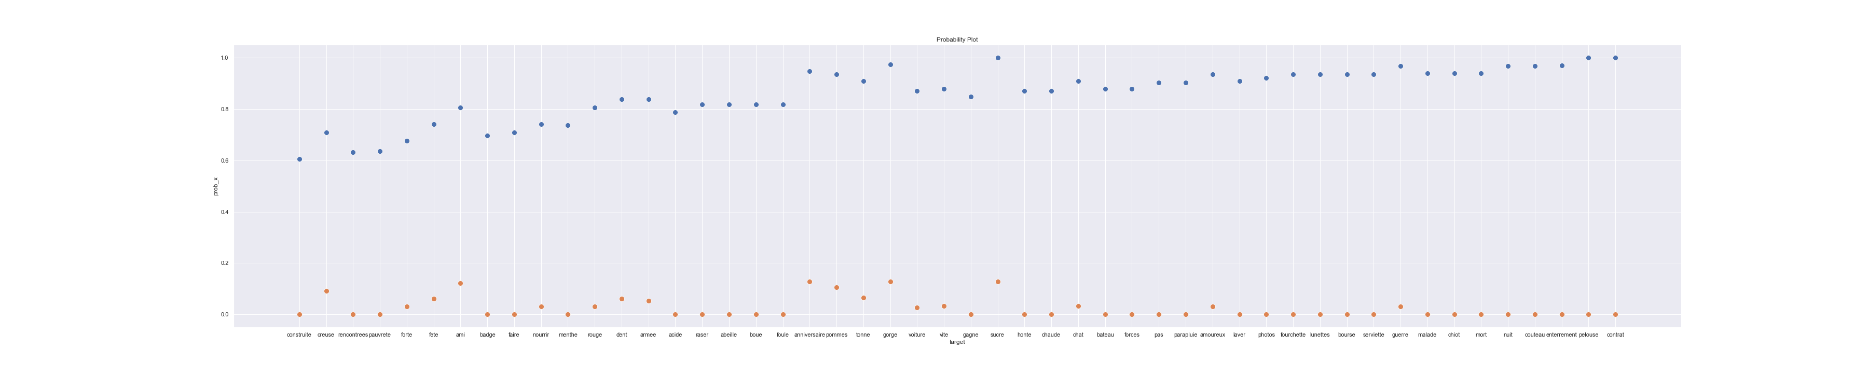 Probability Plot
1.0
0.8
0.6
0.4
0.2
0.0
prob_x
construite creuse rencontrees pauvrete forte fete ami badge faire nourrir menthe rouge dent armee acide raser abeille boue foule anniversaire pommes tonne gorge voiture vite gagne sucre honte chaude chat bateau forces pas parapluie amoureux laver photos fourchette lunettes bourse serviette guerre malade chiot mort nuit couteau enterrement pelouse contrat
target